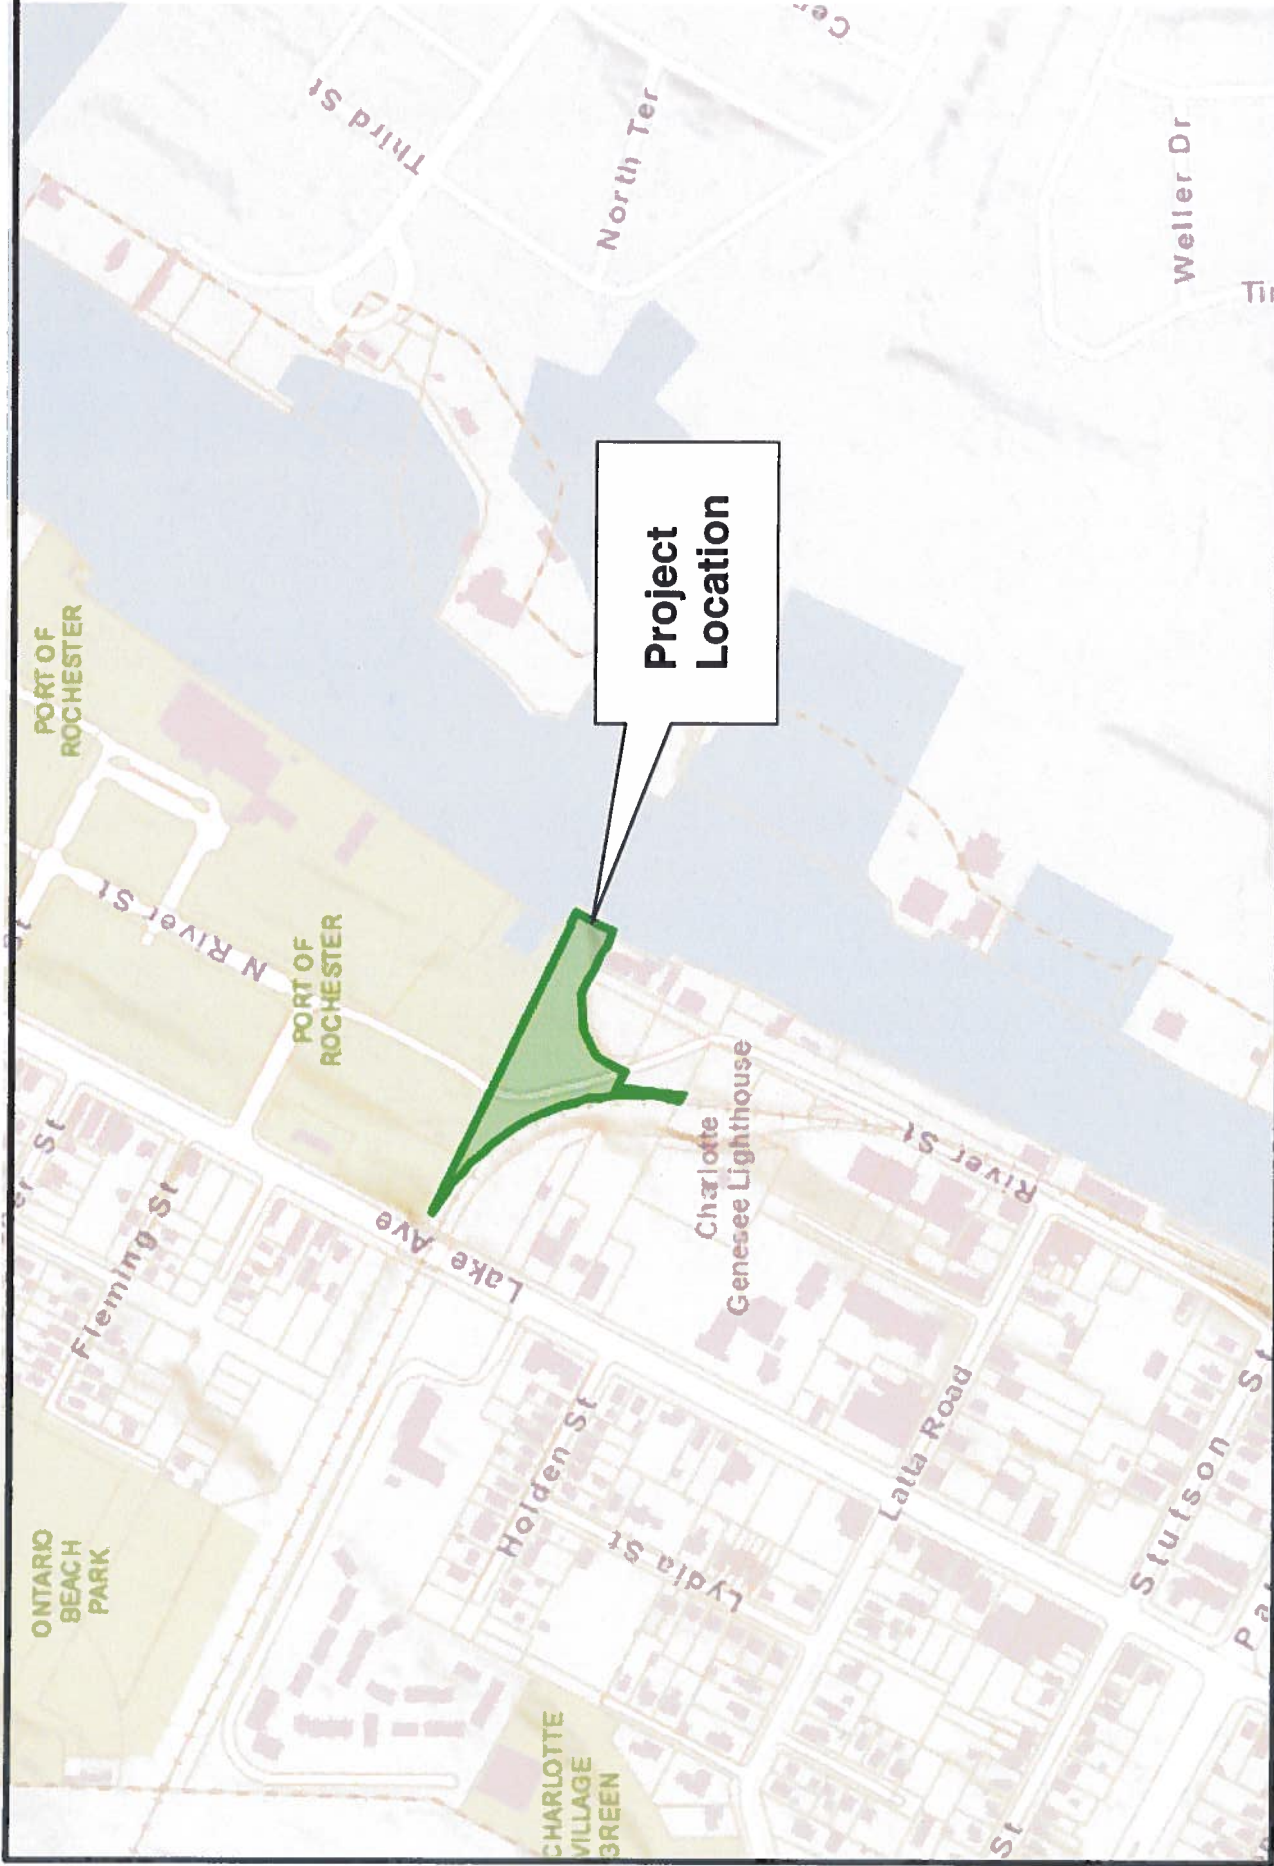 ONTARIO
BEACH
PARK
PORT OF
ROCHESTER
Fleming St
N River St
PORT OF
ROCHESTER
Third St
North Ter
Weller Dr
Lake Ave
Project
Location
CHARLOTTE
VILLAGE
Holden St
Lydia St
Charlotte
Genesee Lighthouse
River St
Latta Road
Stutson St
St
St